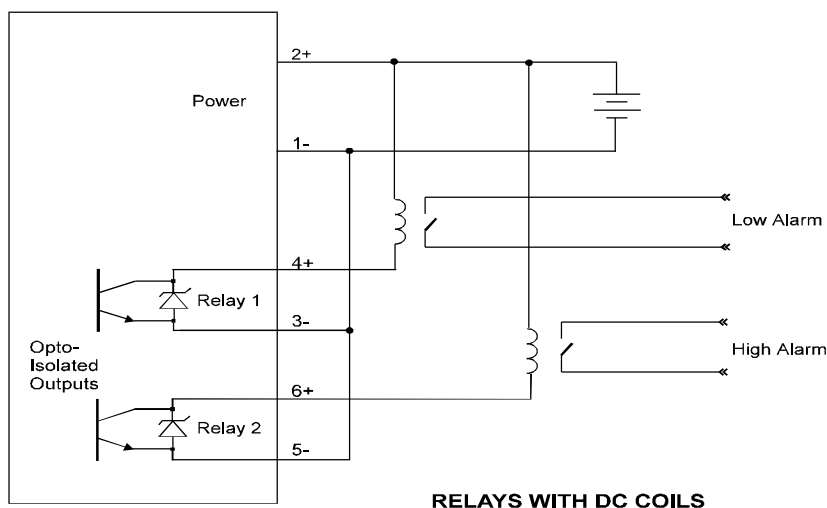 2+
Power
1-
Low Alarm
4+
Relay 1
3-
High Alarm
Opto-
Isolated
Outputs
6+
Relay 2
5-
RELAYS WITH DC COILS